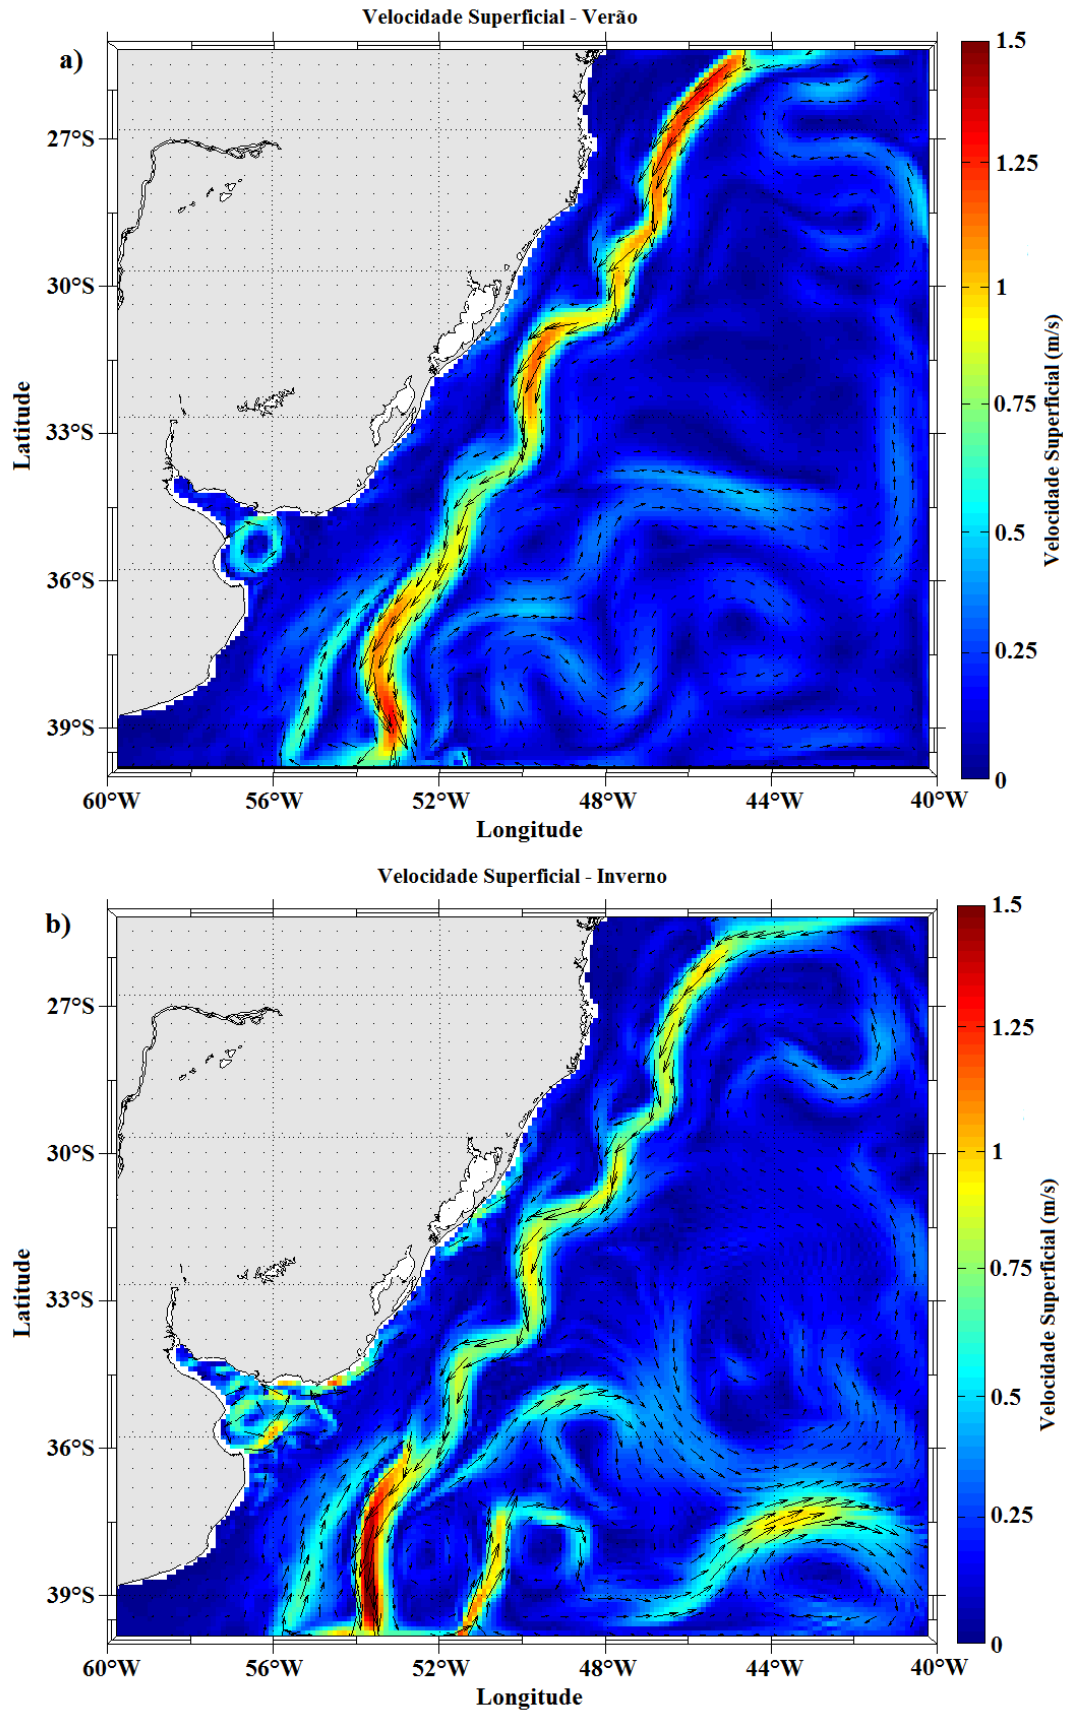 Velocidade Superficial - Verão
a)
27°S
30°S
33°S
36°S
39°S
Latitude
60°W
56°W
52°W
48°W
44°W
40°W
Longitude
1.5
1.25
1
0.75
0.5
0.25
0
Velocidade Superficial (m/s)
Velocidade Superficial - Inverno
b)
27°S
30°S
33°S
36°S
39°S
Latitude
60°W
56°W
52°W
48°W
44°W
40°W
Longitude
1.5
1.25
1
0.75
0.5
0.25
0
Velocidade Superficial (m/s)